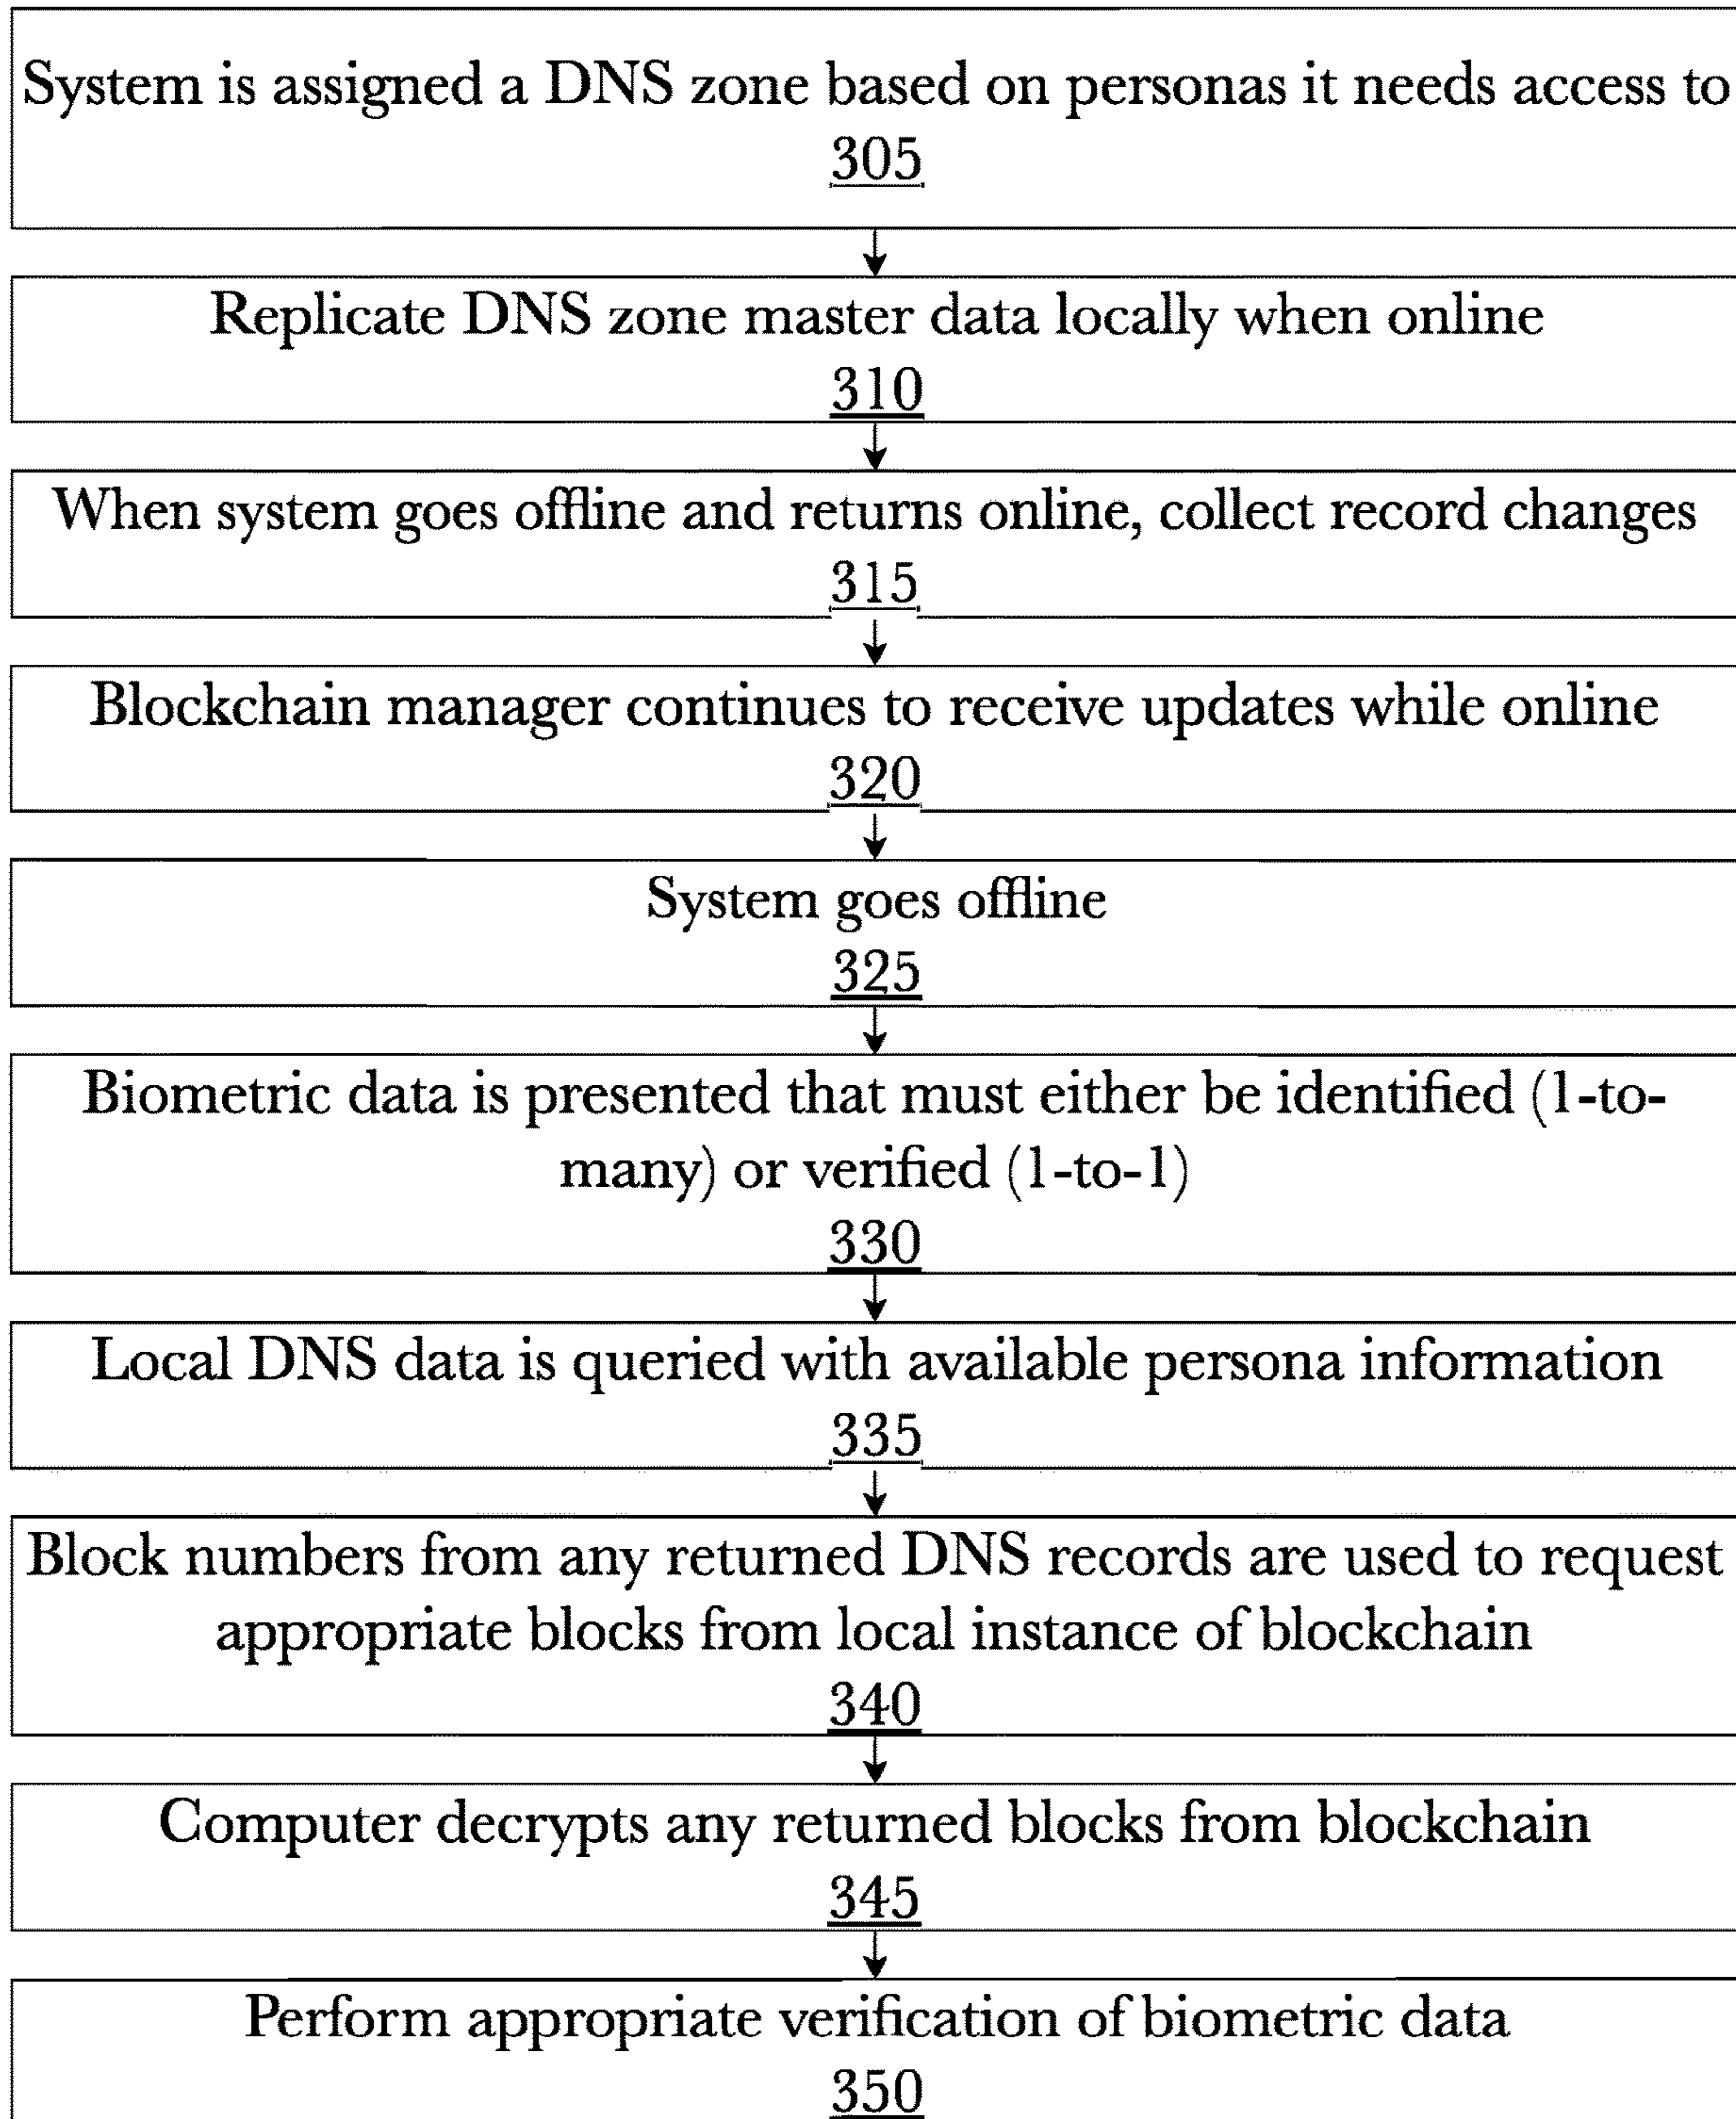 System is assigned a DNS zone based on personas it needs access to
305
Replicate DNS zone master data locally when online
310
When system goes offline and returns online, collect record changes
315
Blockchain manager continues to receive updates while online
320
System goes offline
325
Biometric data is presented that must either be identified (1-to-
many) or verified (1-to-1)
330
Local DNS data is queried with available persona information
335
Block numbers from any returned DNS records are used to request
appropriate blocks from local instance of blockchain
340
Computer decrypts any returned blocks from blockchain
345
Perform appropriate verification of biometric data
350